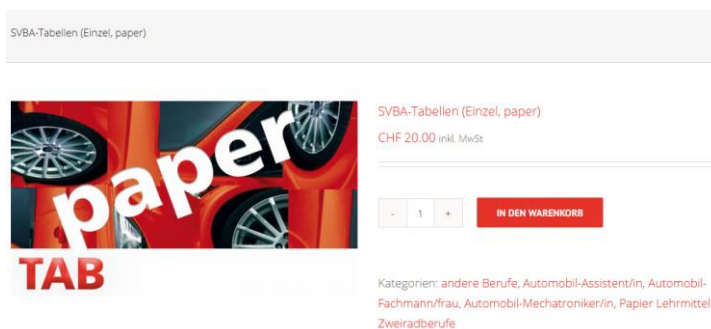 SVBA-Tabellen (Einzel, paper)
paper
TAB
SVBA-Tabellen (Einzel, paper)
CHF 20.00 inkl. MwSt
- 1 +
IN DEN WARENKORB
Kategorien: andere Berufe, Automobil-Assistent/in, Automobil-
Fachmann/frau, Automobil-Mechatroniker/in, Papier Lehrmittel,
Zweiradberufe